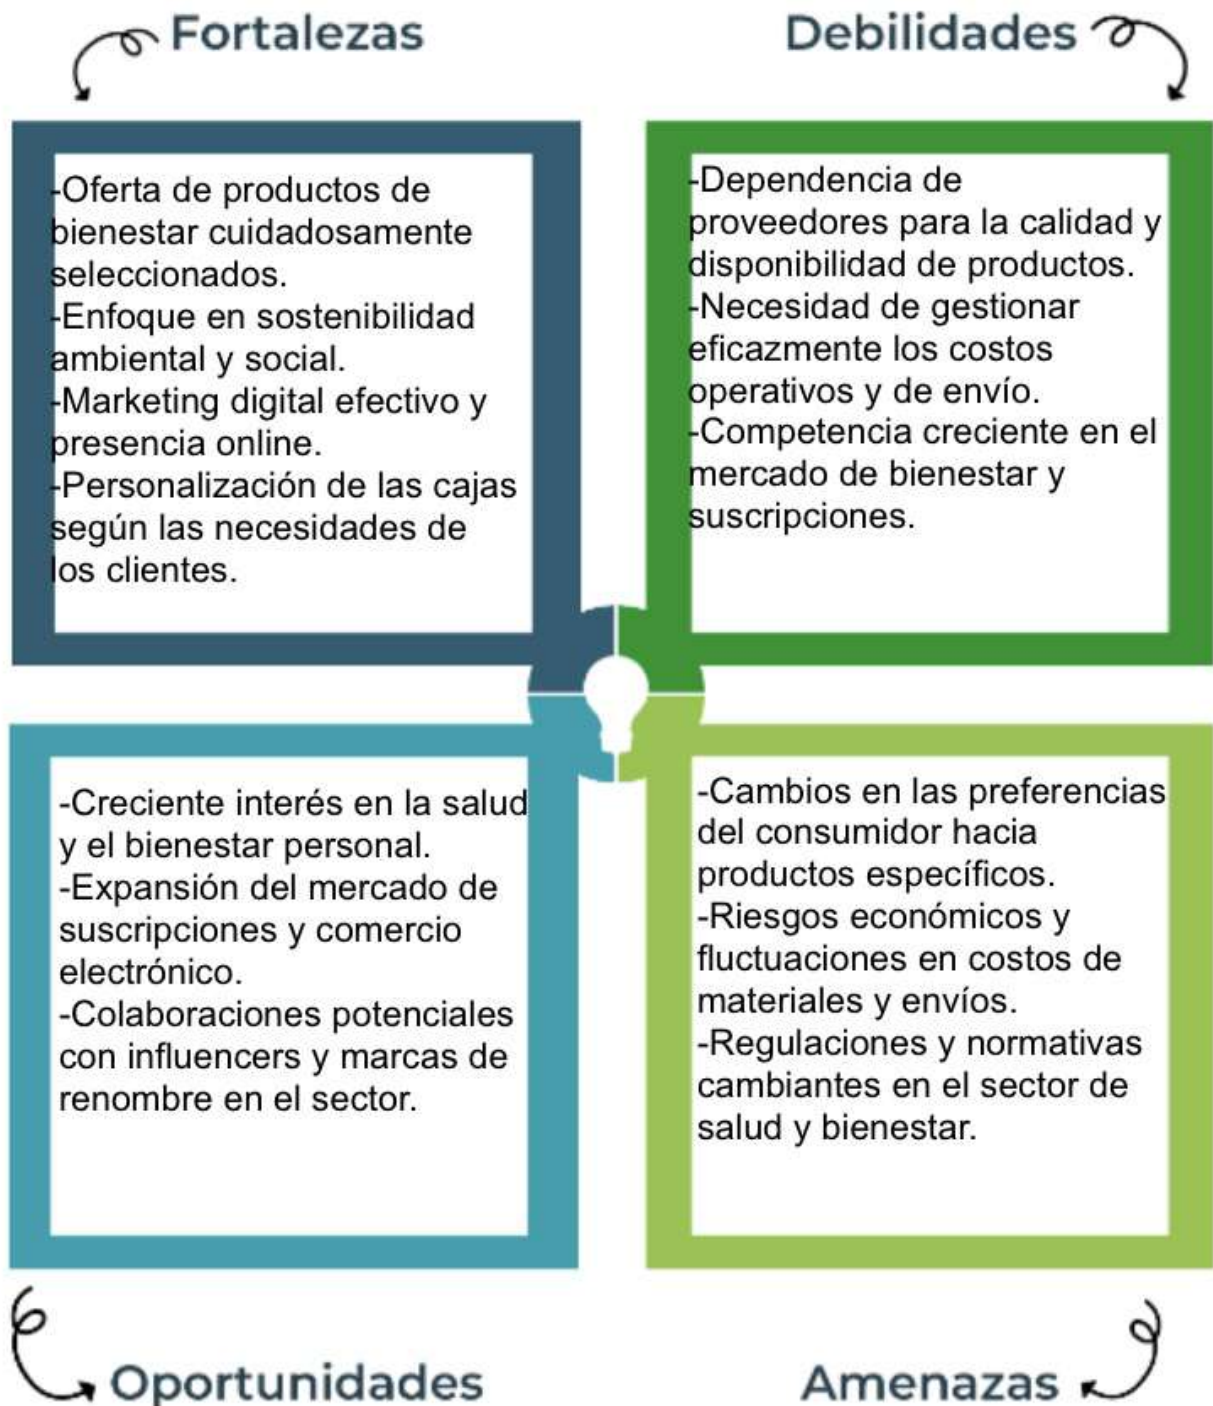 Fortalezas
-Oferta de productos de
bienestar cuidadosamente
seleccionados.
-Enfoque en sostenibilidad
ambiental y social.
-Marketing digital efectivo y
presencia online.
-Personalización de las cajas
según las necesidades de
los clientes.
Debilidades
-Dependencia de
proveedores para la calidad y
disponibilidad de productos.
-Necesidad de gestionar
eficazmente los costos
operativos y de envío.
-Competencia creciente en el
mercado de bienestar y
suscripciones.
-Creciente interés en la salud
y el bienestar personal.
-Expansión del mercado de
suscripciones y comercio
electrónico.
-Colaboraciones potenciales
con influencers y marcas de
renombre en el sector.
Oportunidades
-Cambios en las preferencias
del consumidor hacia
productos específicos.
-Riesgos económicos y
fluctuaciones en costos de
materiales y envíos.
-Regulaciones y normativas
cambiantes en el sector de
salud y bienestar.
Amenazas